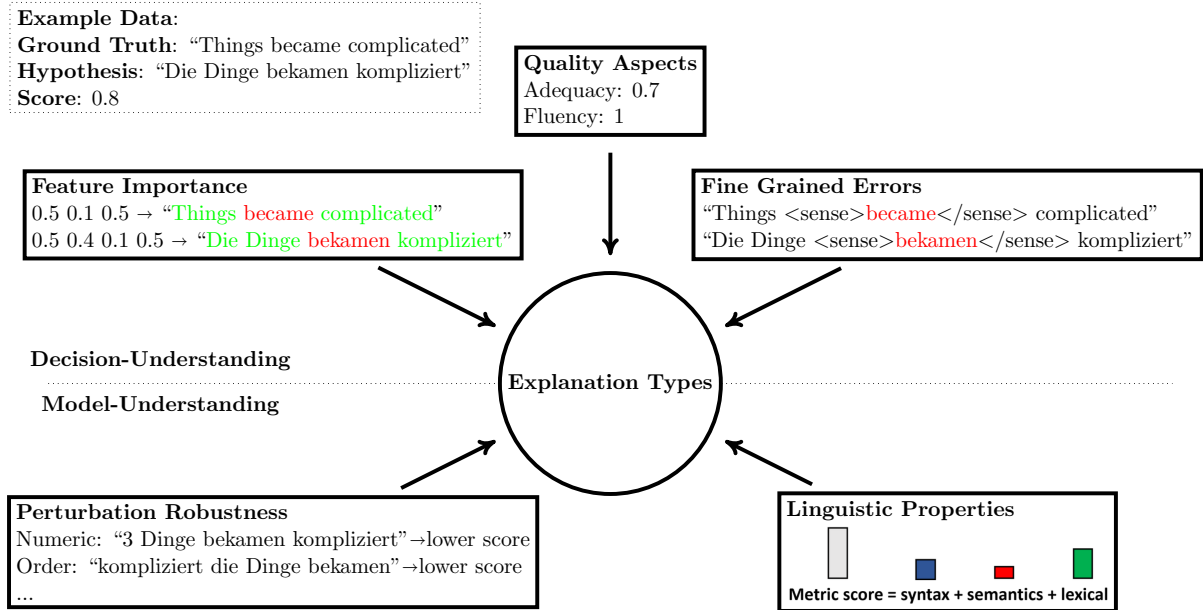 Example Data:
Ground Truth: “Things became complicated”
Hypothesis: “Die Dinge bekamen kompliziert”
Score: 0.8
Quality Aspects
Adequacy: 0.7
Fluency: 1
Feature Importance
0.5 0.1 0.5 → “Things became complicated”
0.5 0.4 0.1 0.5 → “Die Dinge bekamen kompliziert”
Fine Grained Errors
“Things <sense>became</sense> complicated”
“Die Dinge <sense>bekamen</sense> kompliziert”
Decision-Understanding
Explanation Types
Model-Understanding
Perturbation Robustness
Numeric: “3 Dinge bekamen kompliziert”→lower score
Order: “kompliziert die Dinge bekamen”→lower score
...
Linguistic Properties
Metric score = syntax + semantics + lexical